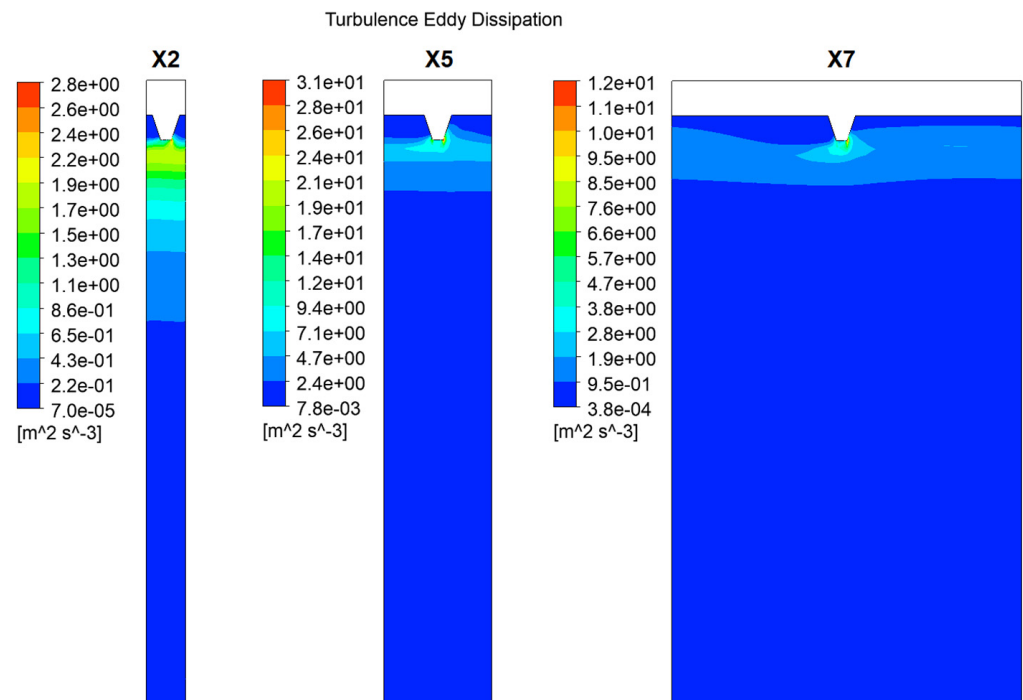 Turbulence Eddy Dissipation
X2
2.8e+00
2.6e+00
2.4e+00
2.2e+00
1.9e+00
1.7e+00
1.5e+00
1.3e+00
1.1e+00
8.6e-01
6.5e-01
4.3e-01
2.2e-01
7.0e-05
[m^2 s^-3]
X5
3.1e+01
2.8e+01
2.6e+01
2.4e+01
2.1e+01
1.9e+01
1.7e+01
1.4e+01
1.2e+01
9.4e+00
7.1e+00
4.7e+00
2.4e+00
7.8e-03
[m^2 s^-3]
X7
1.2e+01
1.1e+01
1.0e+01
9.5e+00
8.5e+00
7.6e+00
6.6e+00
5.7e+00
4.7e+00
3.8e+00
2.8e+00
1.9e+00
9.5e-01
3.8e-04
[m^2 s^-3]